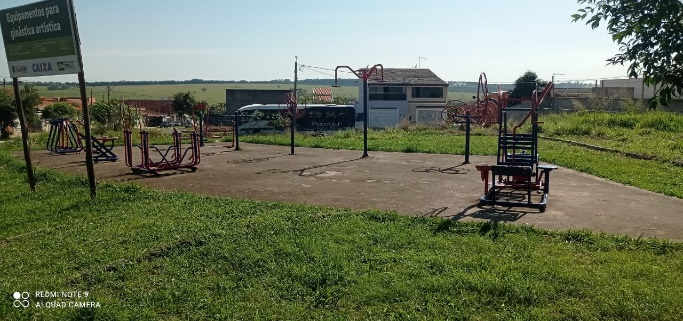 Equipamentos para
ginástica artística
CAIXA
REDMI NOTE 9
AI QUAD CAMERA